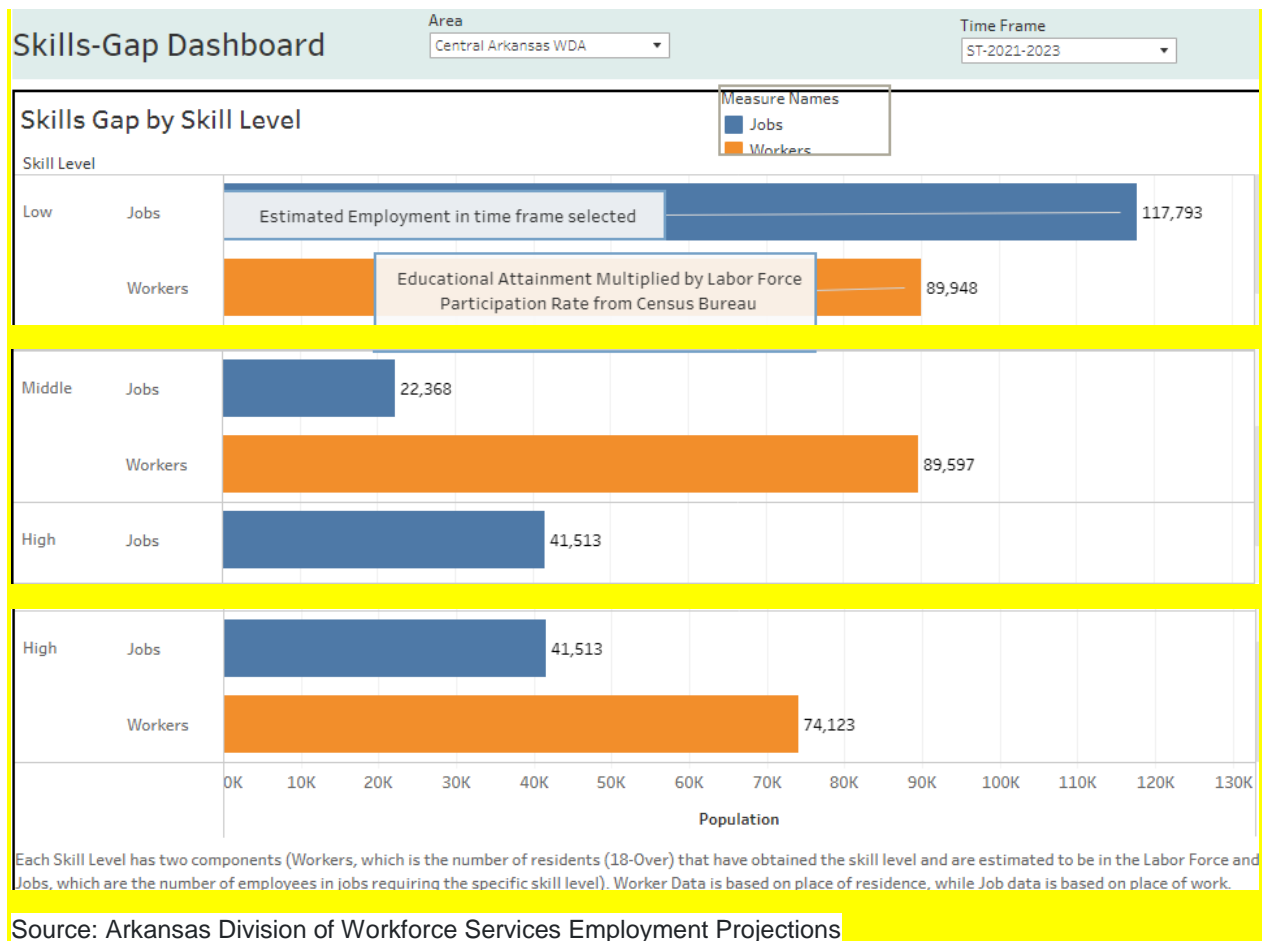 Skills-Gap Dashboard
Area
Central Arkansas WDA
Time Frame
ST-2021-2023
Skills Gap by Skill Level
Measure Names
Jobs
Workers
Skill Level
Low
Jobs
Estimated Employment in time frame selected
117,793
Workers
Educational Attainment Multiplied by Labor Force
Participation Rate from Census Bureau
89,948
Middle
Jobs
22,368
Workers
89,597
High
Jobs
41,513
High
Jobs
41,513
Workers
74,123
0K 10K 20K 30K 40K 50K 60K 70K 80K 90K 100K 110K 120K 130K
Population
Each Skill Level has two components (Workers, which is the number of residents (18-Over) that have obtained the skill level and are estimated to be in the Labor Force and
Jobs, which are the number of employees in jobs requiring the specific skill level). Worker Data is based on place of residence, while Job data is based on place of work.
Source: Arkansas Division of Workforce Services Employment Projections